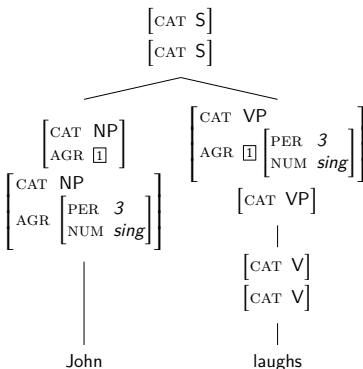 [CAT S]
[CAT S]
[CAT NP
AGR [1]]
[CAT NP
AGR [PER 3
NUM sing]]
[CAT VP
AGR [1] [PER 3
NUM sing]]
[CAT VP]
[CAT V]
[CAT V]
John laughs